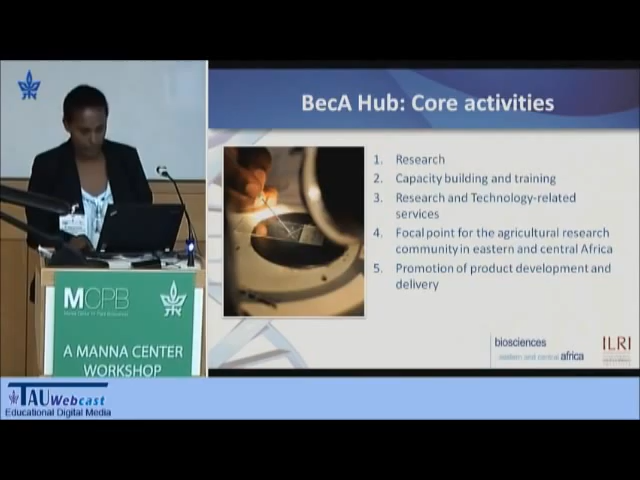 BecA Hub: Core activities
1. Research
2. Capacity building and training
3. Research and Technology-related
services
4. Focal point for the agricultural research
community in eastern and central Africa
5. Promotion of product development and
delivery
biosciences
eastern and central africa
ILRI
MCPB
A MANNA CENTER
WORKSHOP
TAUWebcast
Educational Digital Media